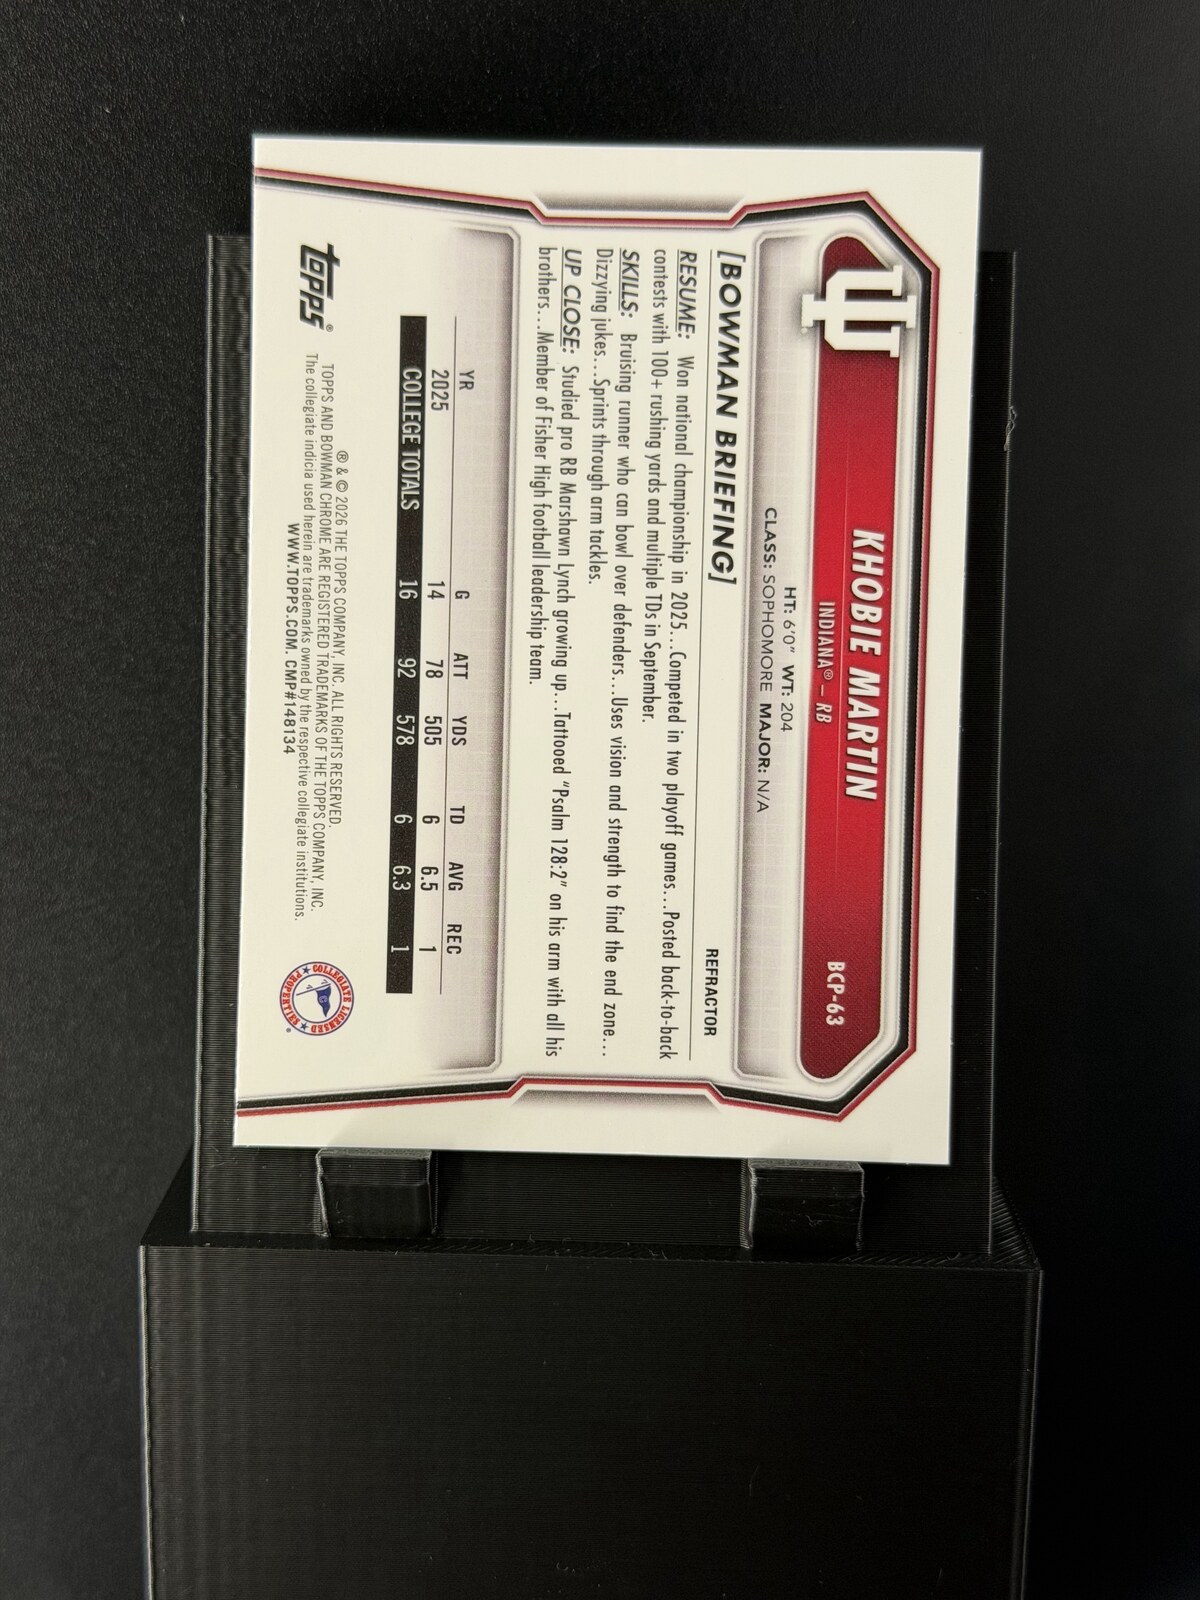 KHOBIE MARTIN
INDIANA® – RB
BCP-63
HT: 6'0" WT: 204
CLASS: SOPHOMORE MAJOR: N/A
[BOWMAN BRIEFING]
REFRACTOR
RESUME: Won national championship in 2025...Competed in two playoff games...Posted back-to-back
contests with 100+ rushing yards and multiple TDs in September.
SKILLS: Bruising runner who can bowl over defenders...Uses vision and strength to find the end zone...
Dizzying jukes...Sprints through arm tackles.
UP CLOSE: Studied pro RB Marshawn Lynch growing up...Tattooed "Psalm 128:2" on his arm with all his
brothers...Member of Fisher High football leadership team.
YR G ATT YDS TD AVG REC
2025 14 78 505 6 6.5 1
COLLEGE TOTALS 16 92 578 6 6.3 1
topps®
® & © 2026 THE TOPPS COMPANY, INC. ALL RIGHTS RESERVED.
TOPPS AND BOWMAN CHROME ARE REGISTERED TRADEMARKS OF THE TOPPS COMPANY, INC.
The collegiate indicia used herein are trademarks owned by the respective collegiate institutions.
WWW.TOPPS.COM. CMP#148134
COLLEGIATE LICENSED PROPERTIES®